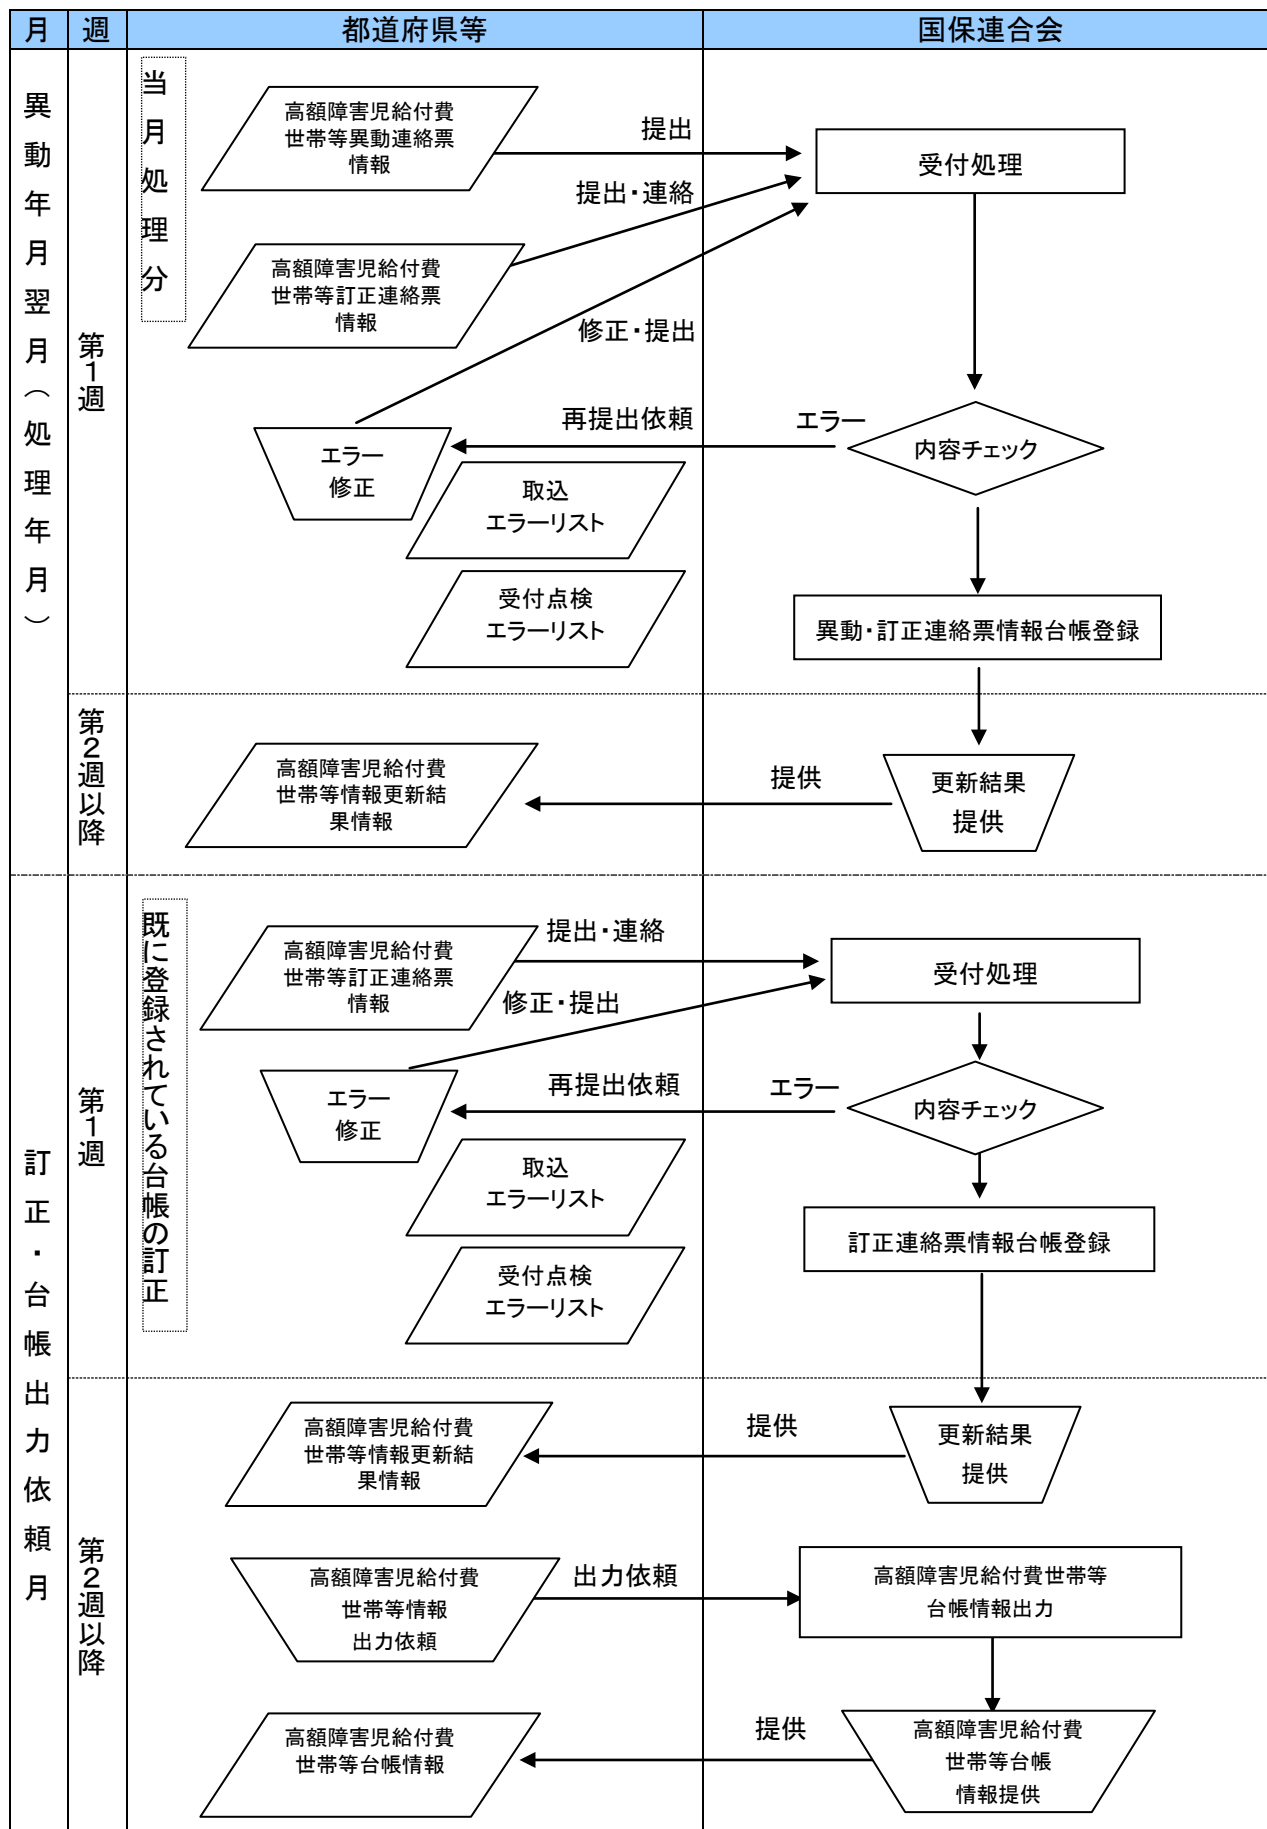 月 週 都道府県等 国保連合会
異動年月翌月（処理年月）
第1週
当月処理分
高額障害児給付費
世帯等異動連絡票
情報
提出
受付処理
提出・連絡
高額障害児給付費
世帯等訂正連絡票
情報
修正・提出
再提出依頼
エラー
内容チェック
エラー
修正
取込
エラーリスト
受付点検
エラーリスト
異動・訂正連絡票情報台帳登録
第2週以降
高額障害児給付費
世帯等情報更新結
果情報
提供
更新結果
提供
訂正・台帳出力依頼月
第1週
既に登録されている台帳の訂正
高額障害児給付費
世帯等訂正連絡票
情報
提出・連絡
受付処理
修正・提出
再提出依頼
エラー
内容チェック
エラー
修正
取込
エラーリスト
訂正連絡票情報台帳登録
受付点検
エラーリスト
第2週以降
高額障害児給付費
世帯等情報更新結
果情報
提供
更新結果
提供
高額障害児給付費
世帯等情報
出力依頼
出力依頼
高額障害児給付費世帯等
台帳情報出力
高額障害児給付費
世帯等台帳情報
提供
高額障害児給付費
世帯等台帳
情報提供